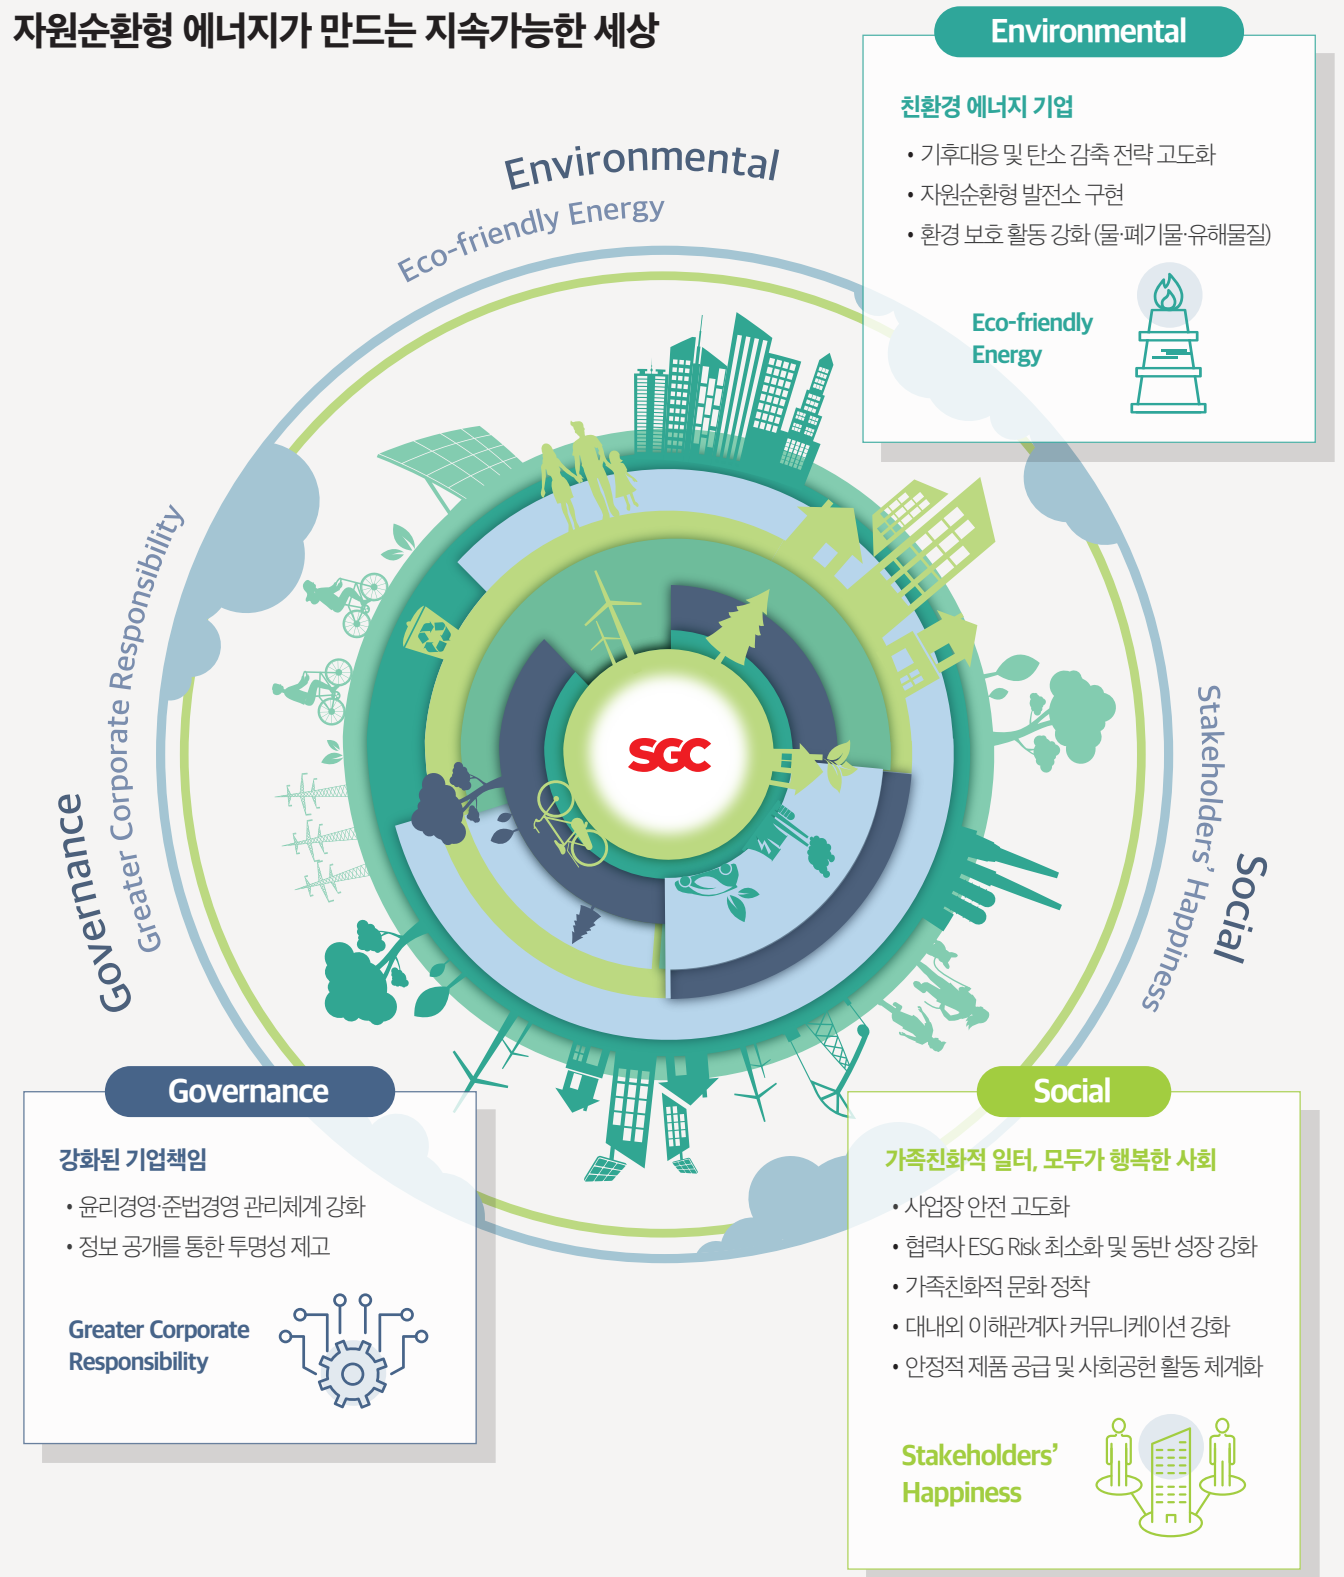 자원순환형 에너지가 만드는 지속가능한 세상
Environmental
친환경 에너지 기업
• 기후대응 및 탄소 감축 전략 고도화
• 자원순환형 발전소 구현
• 환경 보호 활동 강화 (물·폐기물·유해물질)
Eco-friendly
Energy
Environmental
Eco-friendly Energy
Governance
Greater Corporate Responsibility
SGC
Stakeholders’ Happiness
Social
Governance
강화된 기업책임
• 윤리경영·준법경영 관리체계 강화
• 정보 공개를 통한 투명성 제고
Greater Corporate
Responsibility
Social
가족친화적 일터, 모두가 행복한 사회
• 사업장 안전 고도화
• 협력사 ESG Risk 최소화 및 동반 성장 강화
• 가족친화적 문화 정착
• 대내외 이해관계자 커뮤니케이션 강화
• 안정적 제품 공급 및 사회공헌 활동 체계화
Stakeholders’
Happiness